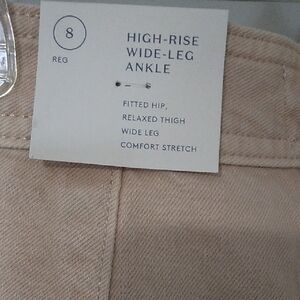 8
REG
HIGH-RISE
WIDE-LEG
ANKLE
FITTED HIP,
RELAXED THIGH
WIDE LEG
COMFORT STRETCH